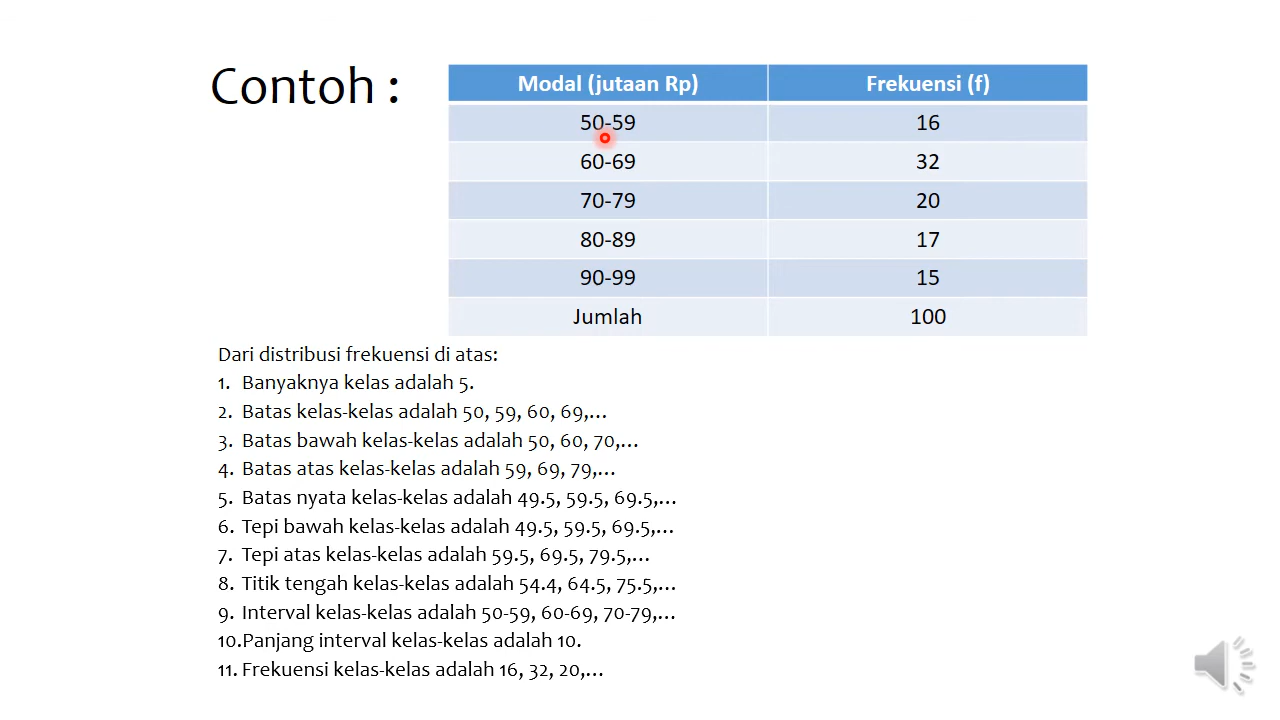 Contoh :
Modal (jutaan Rp) Frekuensi (f)
50-59 16
60-69 32
70-79 20
80-89 17
90-99 15
Jumlah 100
Dari distribusi frekuensi di atas:
1. Banyaknya kelas adalah 5.
2. Batas kelas-kelas adalah 50, 59, 60, 69,…
3. Batas bawah kelas-kelas adalah 50, 60, 70,…
4. Batas atas kelas-kelas adalah 59, 69, 79,…
5. Batas nyata kelas-kelas adalah 49.5, 59.5, 69.5,…
6. Tepi bawah kelas-kelas adalah 49.5, 59.5, 69.5,…
7. Tepi atas kelas-kelas adalah 59.5, 69.5, 79.5,…
8. Titik tengah kelas-kelas adalah 54.4, 64.5, 75.5,…
9. Interval kelas-kelas adalah 50-59, 60-69, 70-79,…
10.Panjang interval kelas-kelas adalah 10.
11. Frekuensi kelas-kelas adalah 16, 32, 20,…